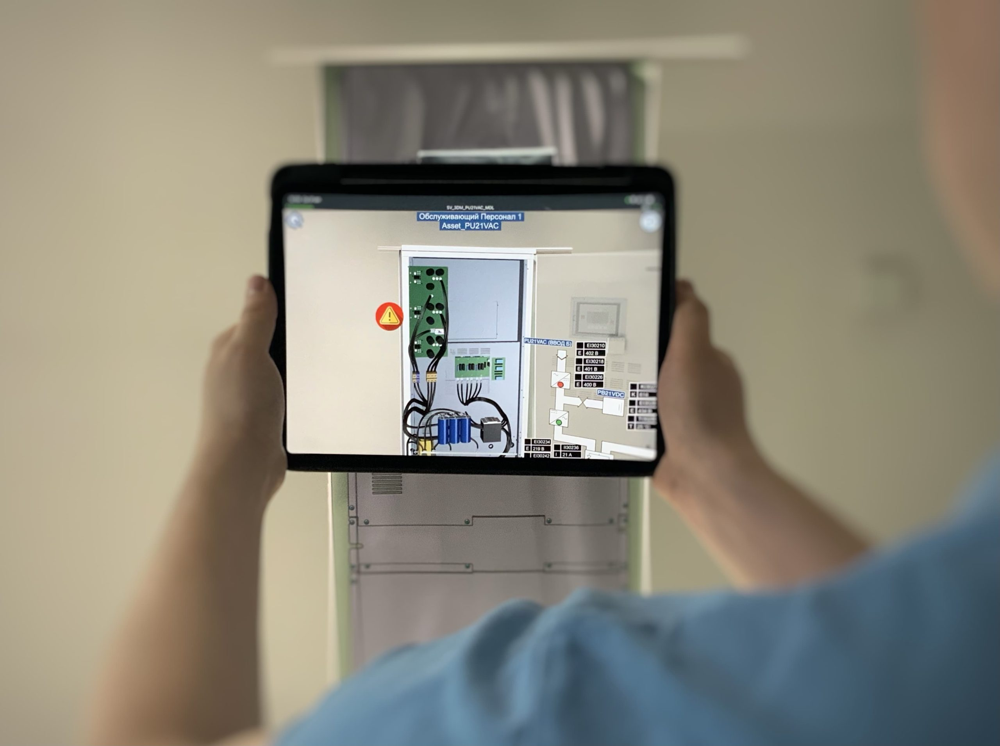 SV_3DM_PU21VAC_MDL
Обслуживающий Персонал 1
Asset_PU21VAC
PU21VAC (ВВОД Б)
EI30210
E 402 В
EI30218
E 401 В
EI30226
E 400 В
PB21VDC
K
E
T
EI30234
E 219 В
EI30242
II30236
I 21 A